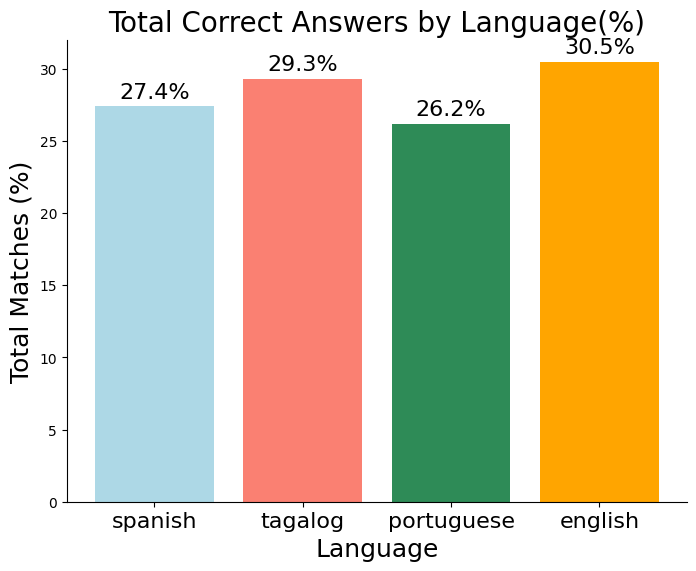 Total Correct Answers by Language(%)
30.5%
29.3%
27.4%
26.2%
Total Matches (%)
30
25
20
15
10
5
0
spanish tagalog portuguese english
Language